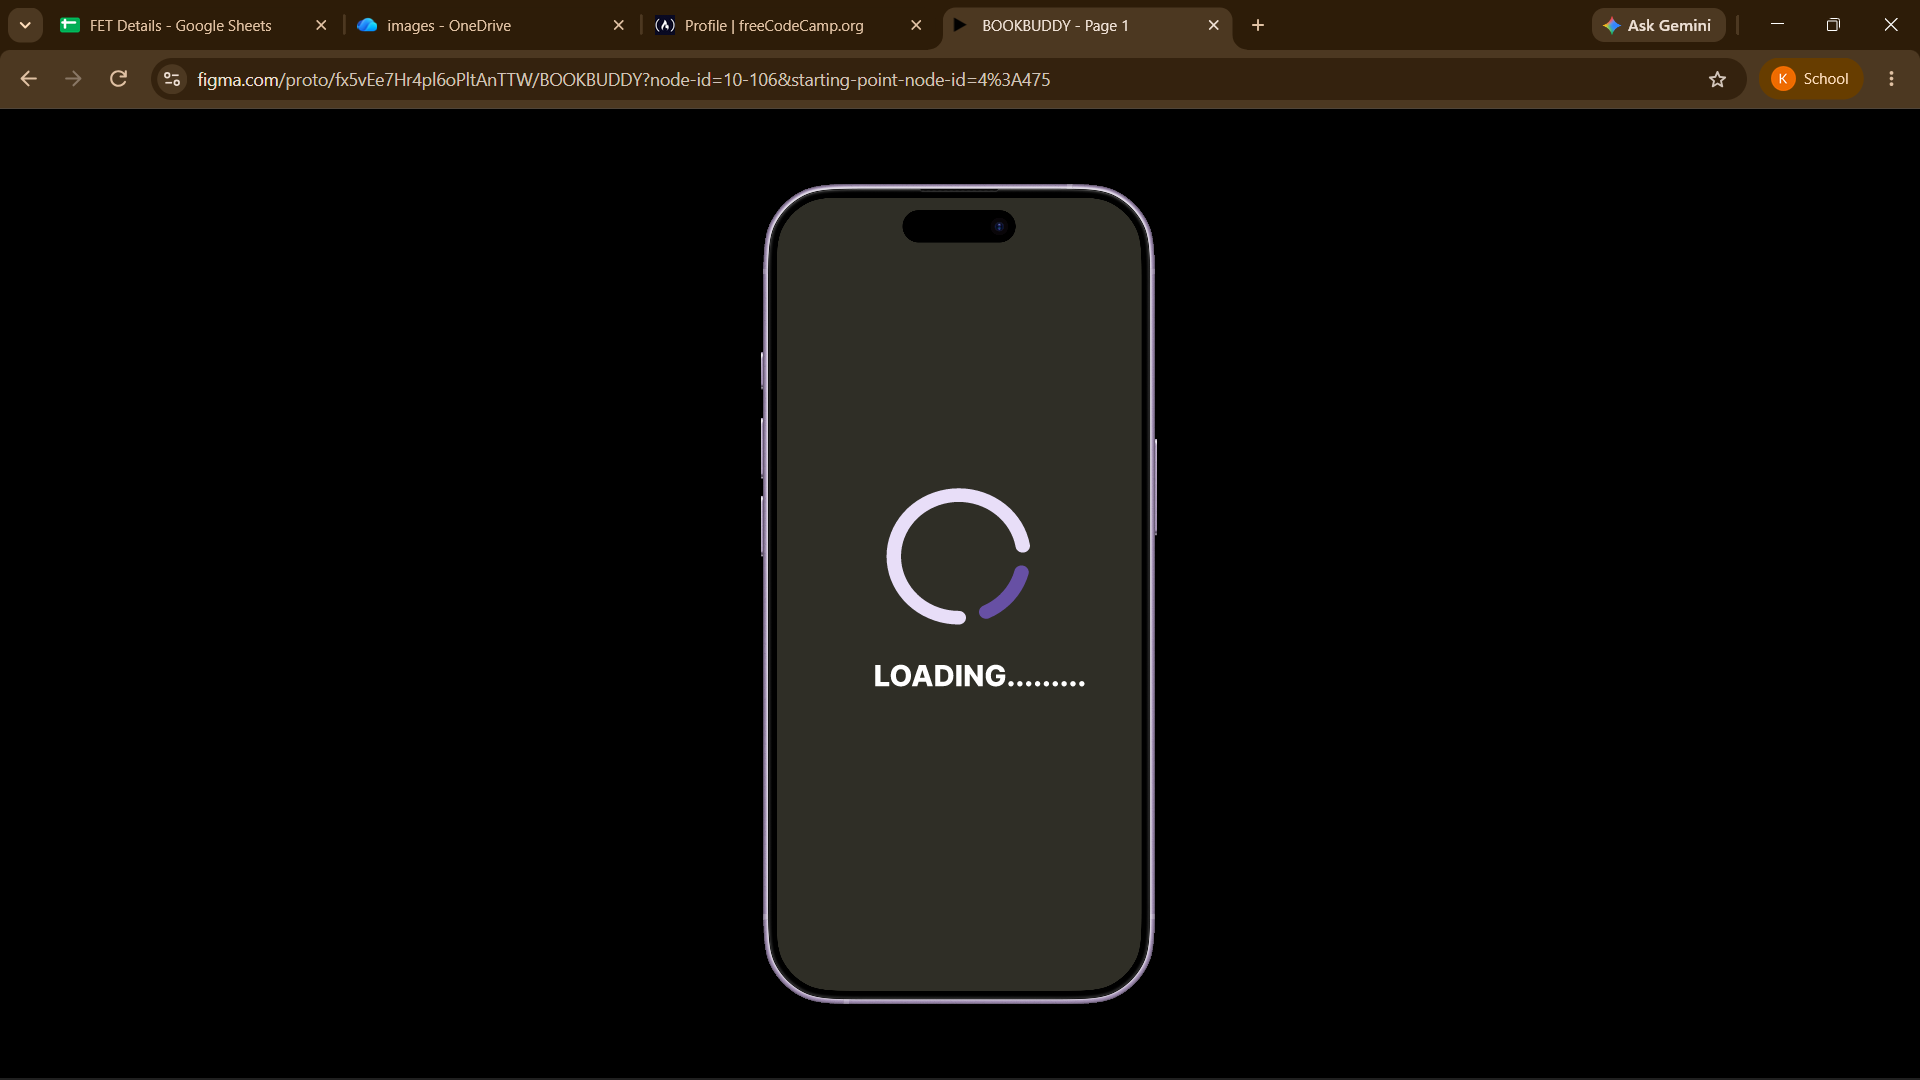 FET Details - Google Sheets
images - OneDrive
Profile | freeCodeCamp.org
BOOKBUDDY - Page 1
Ask Gemini
figma.com/proto/fx5vEe7Hr4pl6oPltAnTTW/BOOKBUDDY?node-id=10-106&starting-point-node-id=4%3A475
K
School
LOADING.........